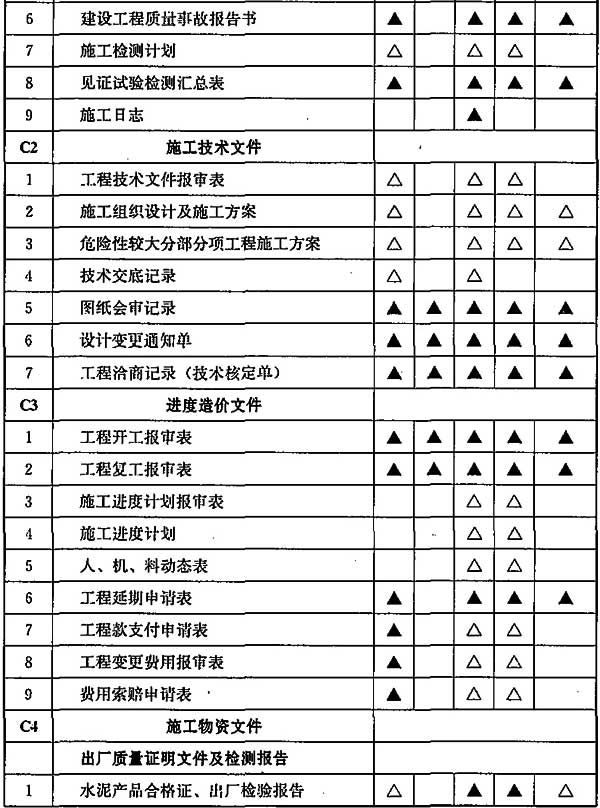 6 建设工程质量事故报告书 ▲ ▲ ▲ ▲
7 施工检测计划 △ △ △
8 见证试验检测汇总表 ▲ ▲ ▲ ▲
9 施工日志 ▲
C2 施工技术文件
1 工程技术文件报审表 △ △ △
2 施工组织设计及施工方案 △ △ △ △
3 危险性较大分部分项工程施工方案 △ △ △ △
4 技术交底记录 △ △
5 图纸会审记录 ▲ ▲ ▲ ▲ ▲
6 设计变更通知单 ▲ ▲ ▲ ▲ ▲
7 工程洽商记录（技术核定单） ▲ ▲ ▲ ▲ ▲
C3 进度造价文件
1 工程开工报审表 ▲ ▲ ▲ ▲ ▲
2 工程复工报审表 ▲ ▲ ▲ ▲ ▲
3 施工进度计划报审表 △ △
4 施工进度计划 △ △
5 人、机、料动态表 △ △
6 工程延期申请表 ▲ ▲ ▲ ▲
7 工程款支付申请表 ▲ △ △
8 工程变更费用报审表 ▲ △ △
9 费用索赔申请表 ▲ △ △
C4 施工物资文件
出厂质量证明文件及检测报告
1 水泥产品合格证、出厂检验报告 △ ▲ ▲ △